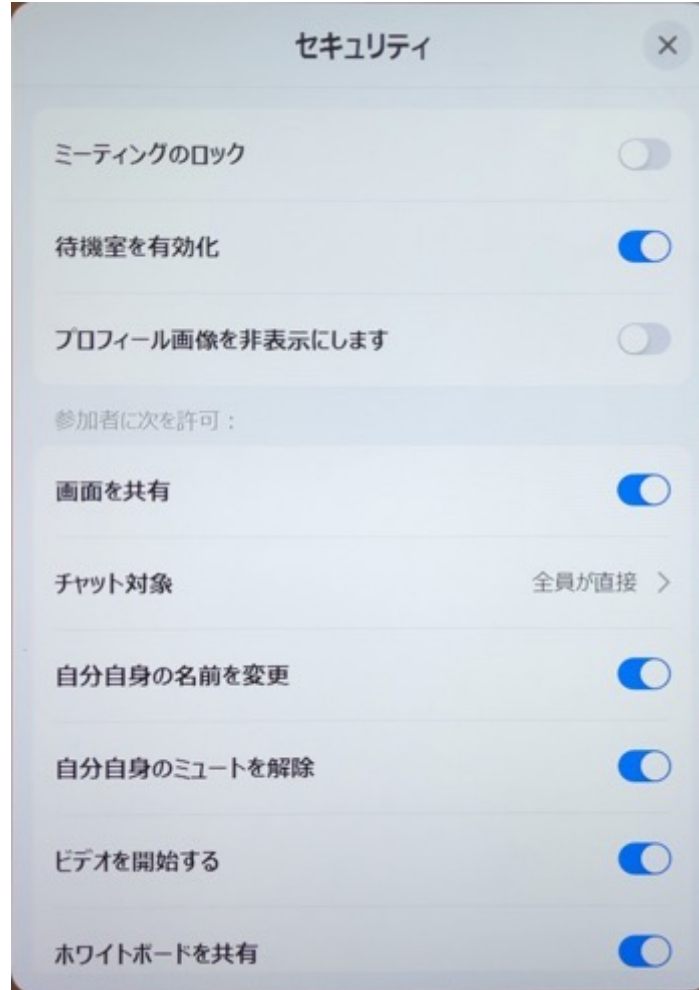 セキュリティ
ミーティングのロック
待機室を有効化
プロフィール画像を非表示にします
参加者に次を許可：
画面を共有
チャット対象 全員が直接
自分自身の名前を変更
自分自身のミュートを解除
ビデオを開始する
ホワイトボードを共有